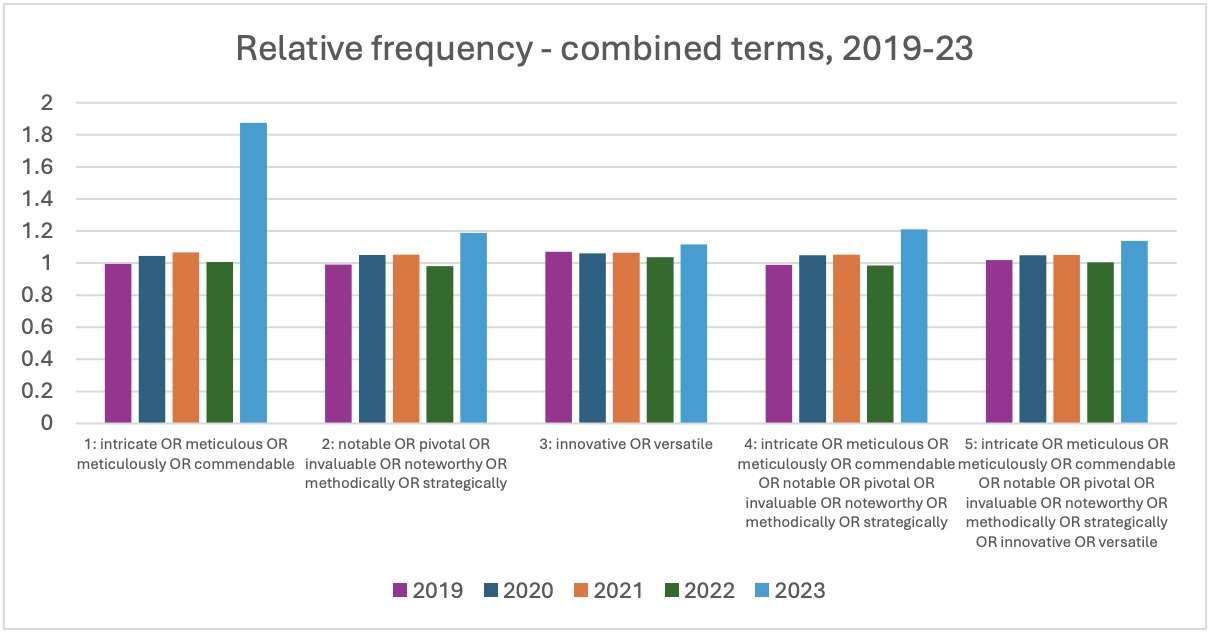 Relative frequency - combined terms, 2019-23
2
1.8
1.6
1.4
1.2
1
0.8
0.6
0.4
0.2
0
1: intricate OR meticulous OR
meticulously OR commendable
2: notable OR pivotal OR
invaluable OR noteworthy OR
methodically OR strategically
3: innovative OR versatile
4: intricate OR meticulous OR
meticulously OR commendable
OR notable OR pivotal OR
invaluable OR noteworthy OR
methodically OR strategically
5: intricate OR meticulous OR
meticulously OR commendable
OR notable OR pivotal OR
invaluable OR noteworthy OR
methodically OR strategically
OR innovative OR versatile
2019 2020 2021 2022 2023